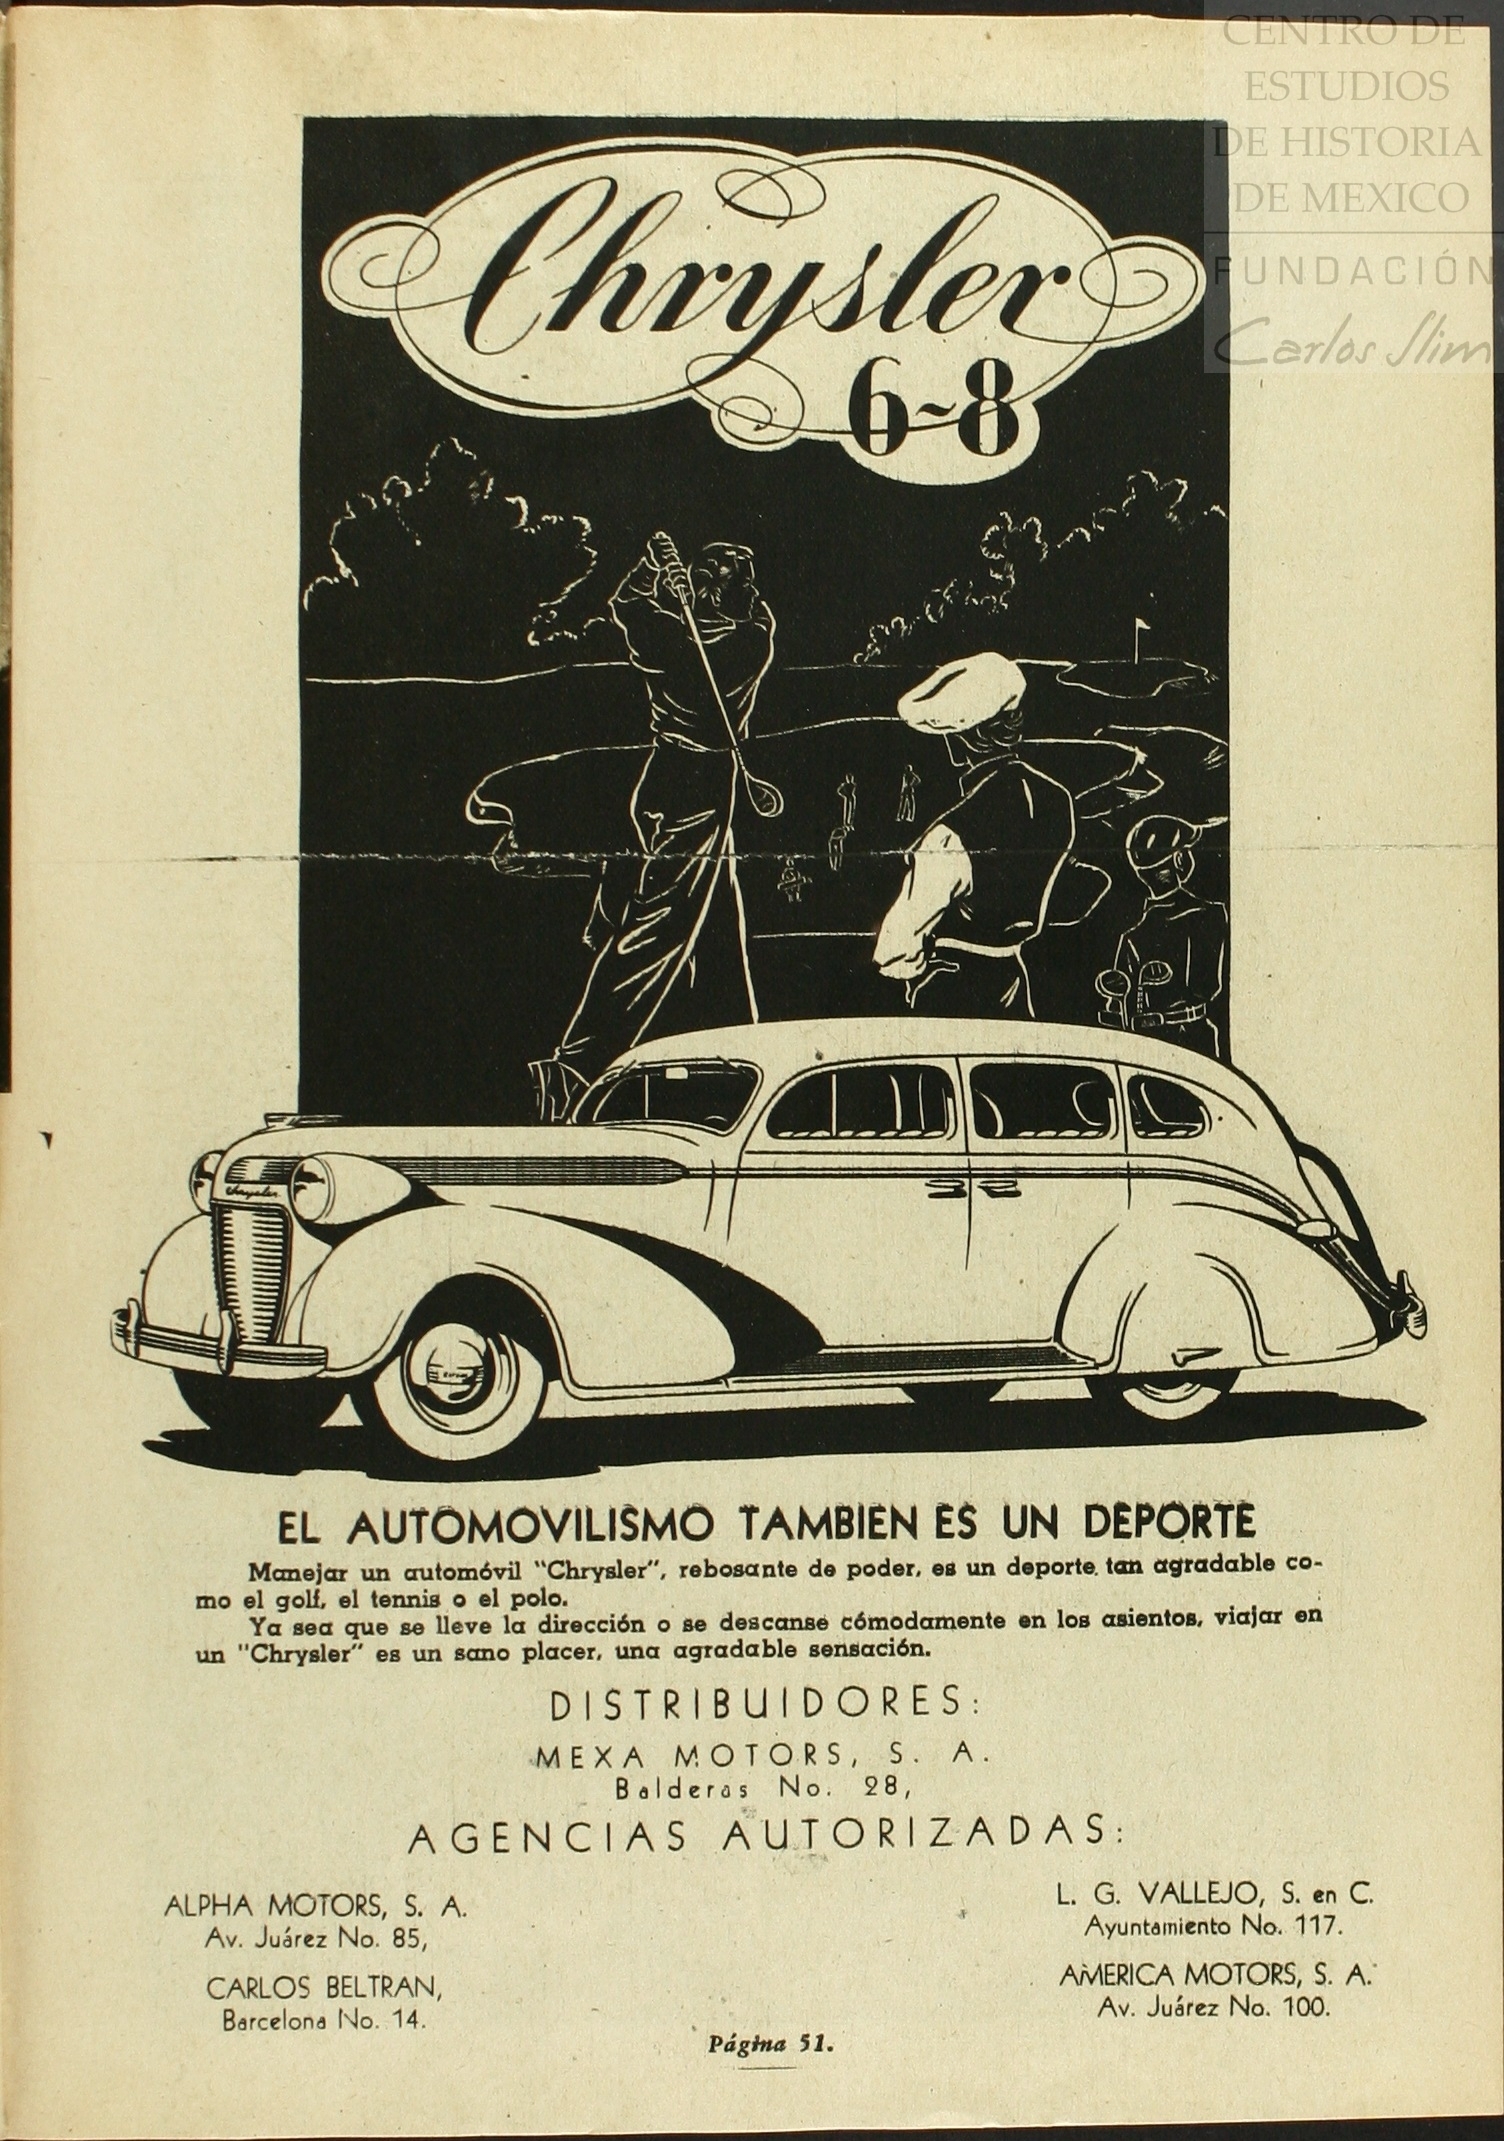 CENTRO DE
ESTUDIOS
DE HISTORIA
DE MEXICO
FUNDACIÓN
Carlos Slim
Chrysler
6~8
Chrysler
EL AUTOMOVILISMO TAMBIEN ES UN DEPORTE
Manejar un automóvil "Chrysler", rebosante de poder, es un deporte tan agradable co-
mo el golf, el tennis o el polo.
Ya sea que se lleve la dirección o se descanse cómodamente en los asientos, viajar en
un "Chrysler" es un sano placer, una agradable sensación.
DISTRIBUIDORES:
MEXA MOTORS, S. A.
Balderas No. 28,
AGENCIAS AUTORIZADAS:
ALPHA MOTORS, S. A.
Av. Juárez No. 85,
CARLOS BELTRAN,
Barcelona No. 14.
L. G. VALLEJO, S. en C.
Ayuntamiento No. 117.
AMERICA MOTORS, S. A.
Av. Juárez No. 100.
Página 51.